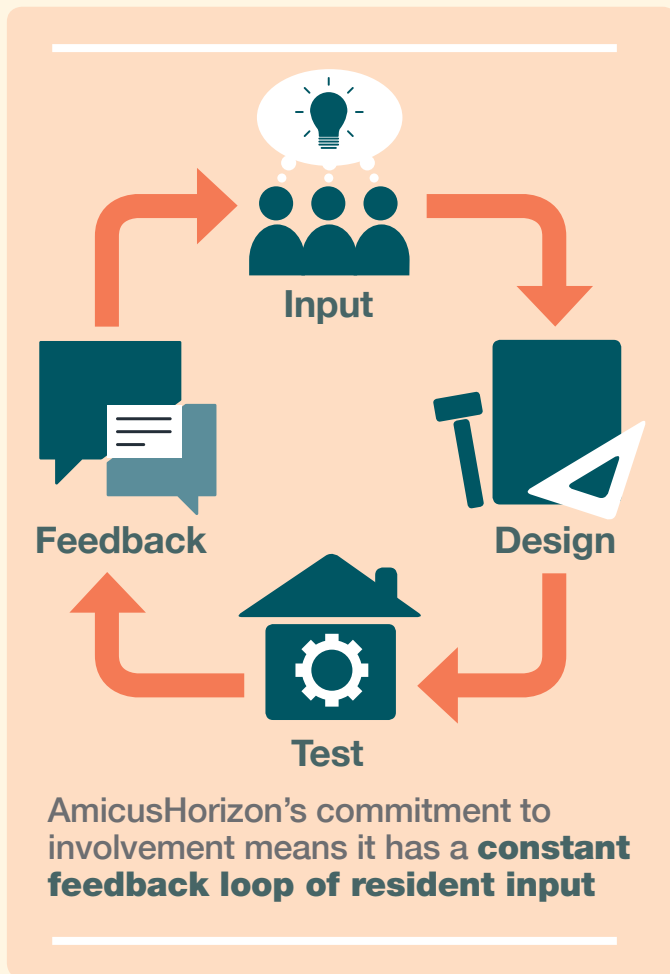 Input
Feedback
Design
Test
AmicusHorizon’s commitment to
involvement means it has a constant
feedback loop of resident input